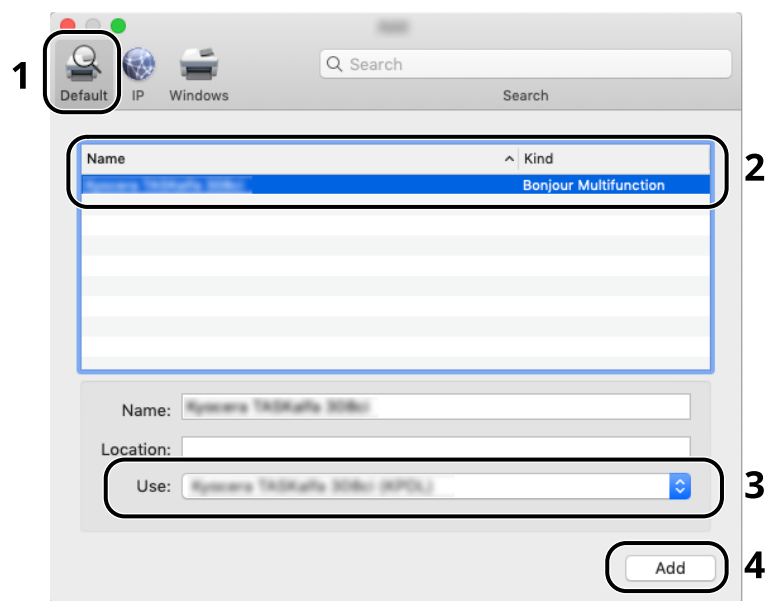 1
Search
Default IP Windows
Search
Name Kind
2
Bonjour Multifunction
Name:
Location:
Use:
3
Add
4